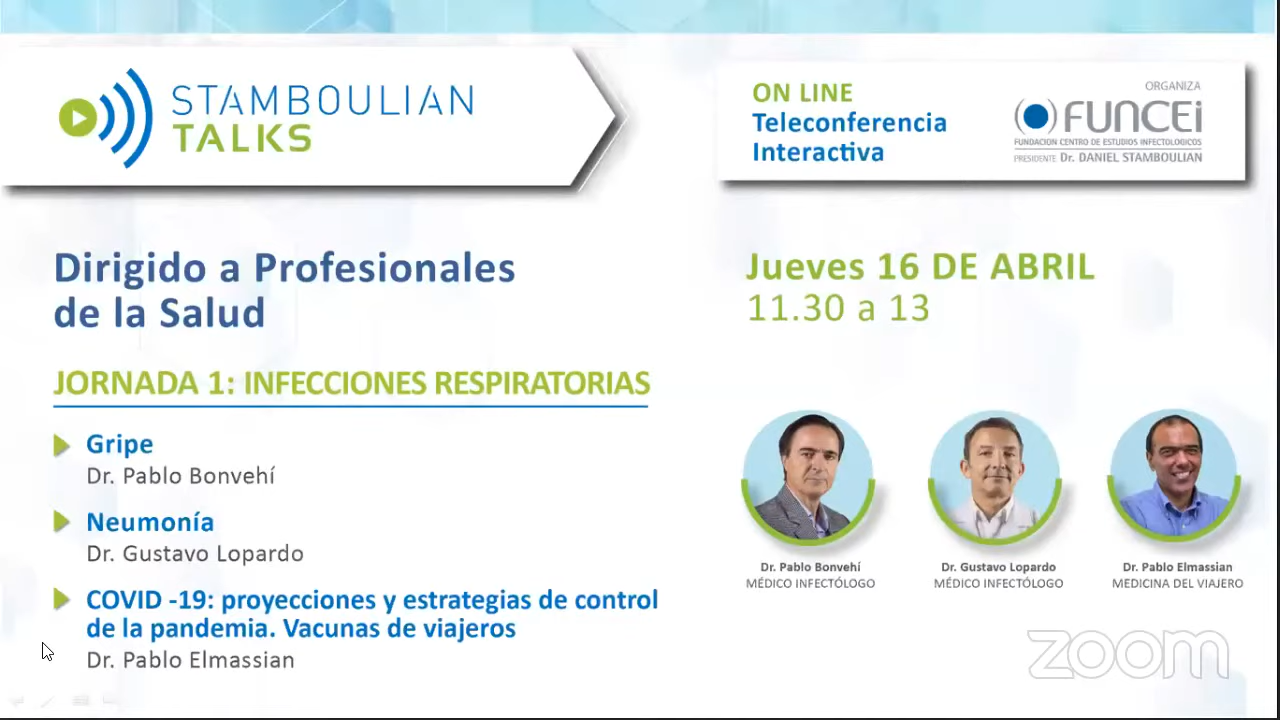 STAMBOULIAN
TALKS
ON LINE
Teleconferencia
Interactiva
ORGANIZA
FUNCEi
FUNDACION CENTRO DE ESTUDIOS INFECTOLOGICOS
PRESIDENTE Dr. DANIEL STAMBOULIAN
Dirigido a Profesionales
de la Salud
Jueves 16 DE ABRIL
11.30 a 13
JORNADA 1: INFECCIONES RESPIRATORIAS
Gripe
Dr. Pablo Bonvehí
Neumonía
Dr. Gustavo Lopardo
COVID -19: proyecciones y estrategias de control
de la pandemia. Vacunas de viajeros
Dr. Pablo Elmassian
Dr. Pablo Bonvehí
MÉDICO INFECTÓLOGO
Dr. Gustavo Lopardo
MÉDICO INFECTÓLOGO
Dr. Pablo Elmassian
MEDICINA DEL VIAJERO
zoom